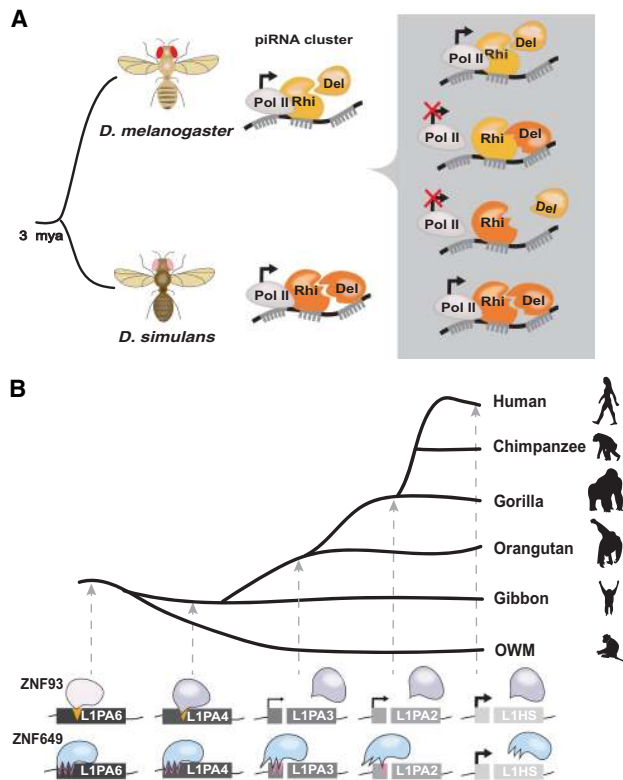 A
piRNA cluster
Pol II Rhi Del
D. melanogaster
3 mya
Pol II Rhi Del
D. simulans
Pol II Rhi Del
Pol II Rhi Del
Pol II Rhi Del
Pol II Rhi Del
B
Human
Chimpanzee
Gorilla
Orangutan
Gibbon
OWM
ZNF93
L1PA6 L1PA4 L1PA3 L1PA2 L1HS
ZNF649
L1PA6 L1PA4 L1PA3 L1PA2 L1HS